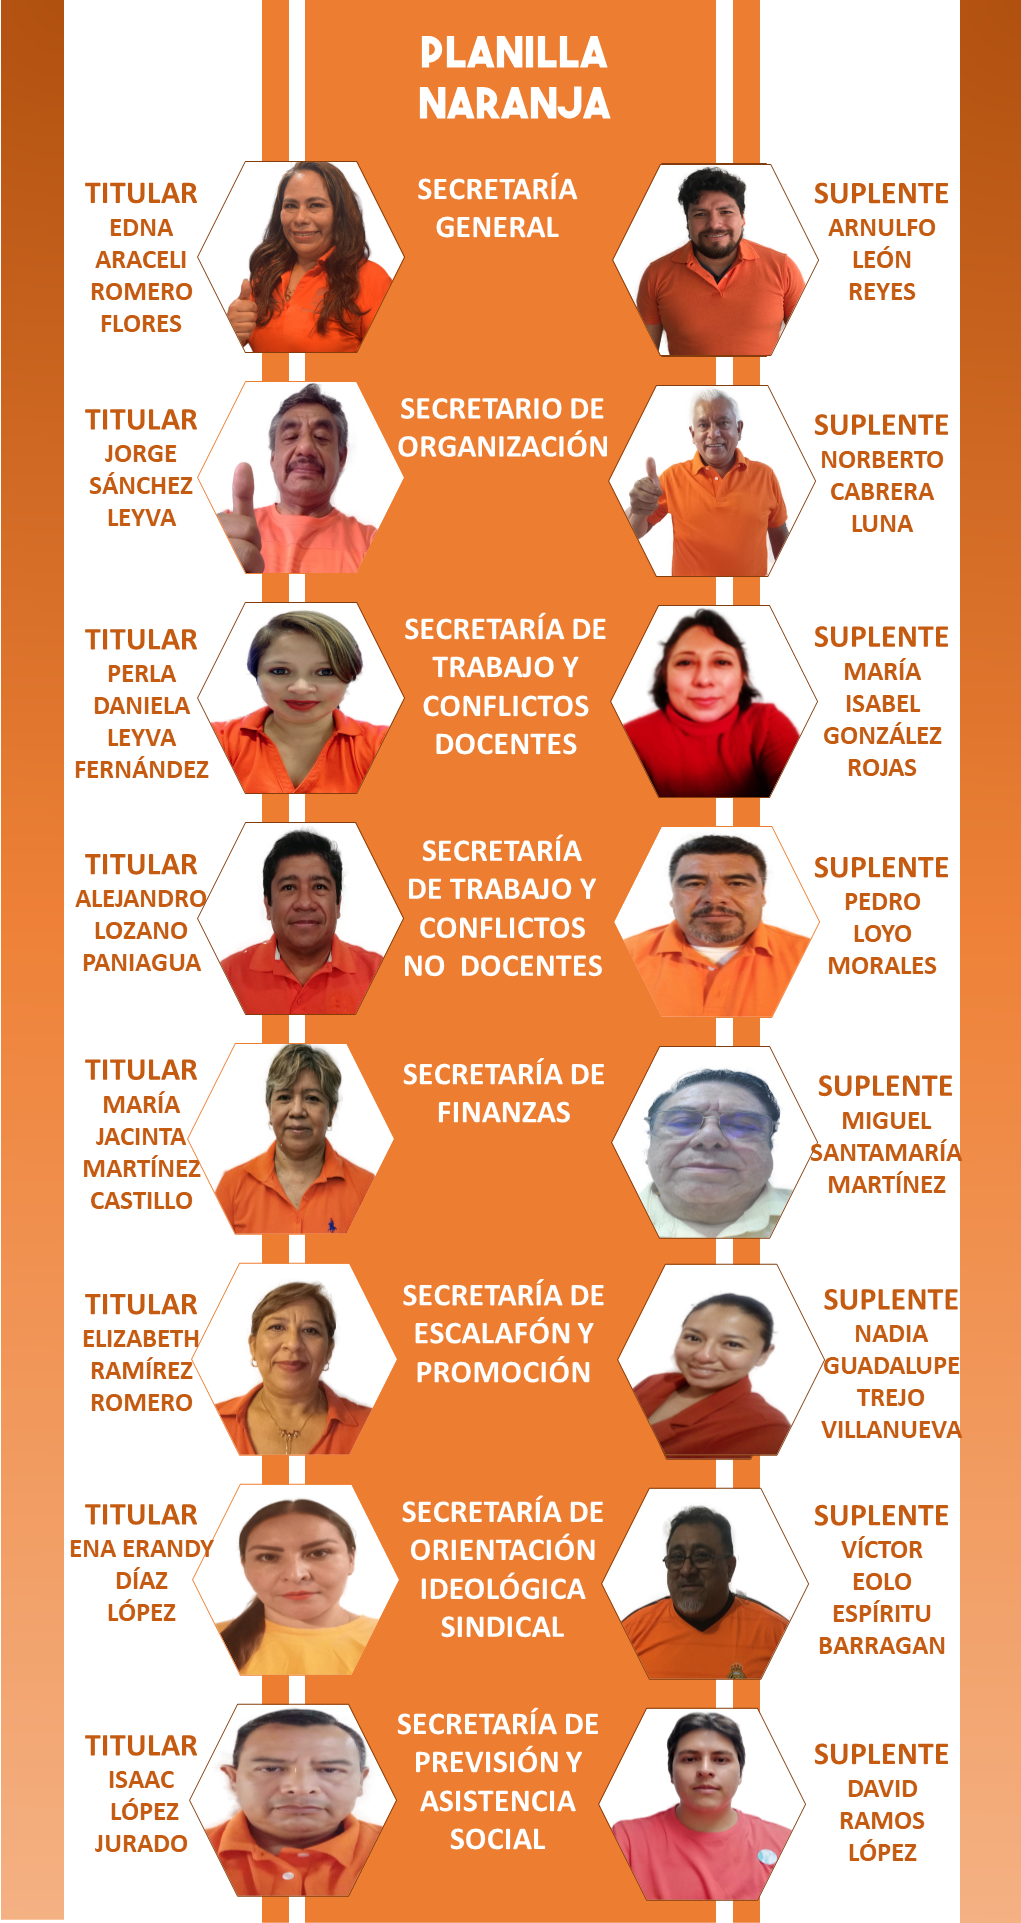 PLANILLA
NARANJA
TITULAR
EDNA
ARACELI
ROMERO
FLORES
SECRETARÍA
GENERAL
SUPLENTE
ARNULFO
LEÓN
REYES
TITULAR
JORGE
SÁNCHEZ
LEYVA
SECRETARIO DE
ORGANIZACIÓN
SUPLENTE
NORBERTO
CABRERA
LUNA
TITULAR
PERLA
DANIELA
LEYVA
FERNÁNDEZ
SECRETARÍA DE
TRABAJO Y
CONFLICTOS
DOCENTES
SUPLENTE
MARÍA
ISABEL
GONZÁLEZ
ROJAS
TITULAR
ALEJANDRO
LOZANO
PANIAGUA
SECRETARÍA
DE TRABAJO Y
CONFLICTOS
NO DOCENTES
SUPLENTE
PEDRO
LOYO
MORALES
TITULAR
MARÍA
JACINTA
MARTÍNEZ
CASTILLO
SECRETARÍA DE
FINANZAS
SUPLENTE
MIGUEL
SANTAMARÍA
MARTÍNEZ
TITULAR
ELIZABETH
RAMÍREZ
ROMERO
SECRETARÍA DE
ESCALAFÓN Y
PROMOCIÓN
SUPLENTE
NADIA
GUADALUPE
TREJO
VILLANUEVA
TITULAR
ENA ERANDY
DÍAZ
LÓPEZ
SECRETARÍA DE
ORIENTACIÓN
IDEOLÓGICA
SINDICAL
SUPLENTE
VÍCTOR
EOLO
ESPÍRITU
BARRAGAN
TITULAR
ISAAC
LÓPEZ
JURADO
SECRETARÍA DE
PREVISIÓN Y
ASISTENCIA
SOCIAL
SUPLENTE
DAVID
RAMOS
LÓPEZ